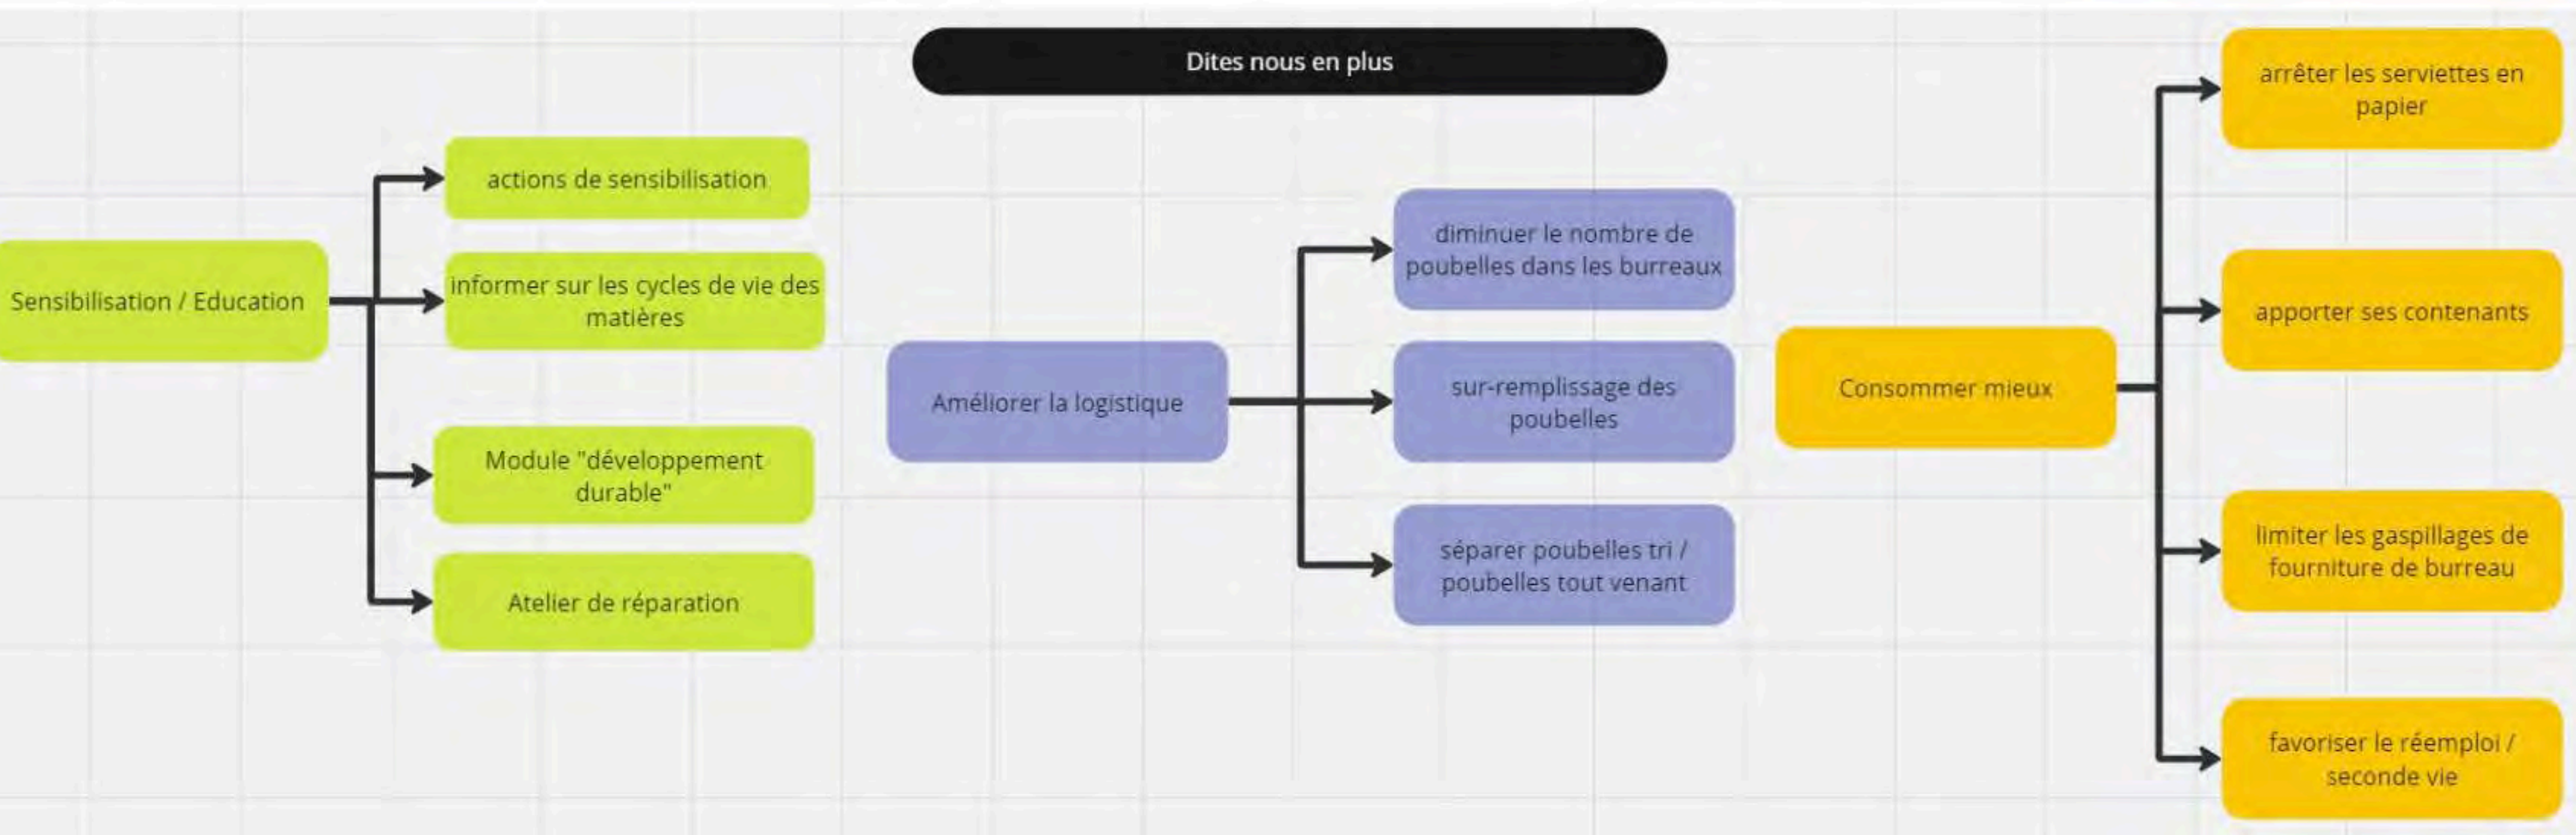 Dites nous en plus
Sensibilisation / Education
actions de sensibilisation
informer sur les cycles de vie des
matières
Module "développement
durable"
Atelier de réparation
Améliorer la logistique
diminuer le nombre de
poubelles dans les burreaux
sur-remplissage des
poubelles
séparer poubelles tri /
poubelles tout venant
Consommer mieux
arrêter les serviettes en
papier
apporter ses contenants
limiter les gaspillages de
fourniture de burreau
favoriser le réemploi /
seconde vie